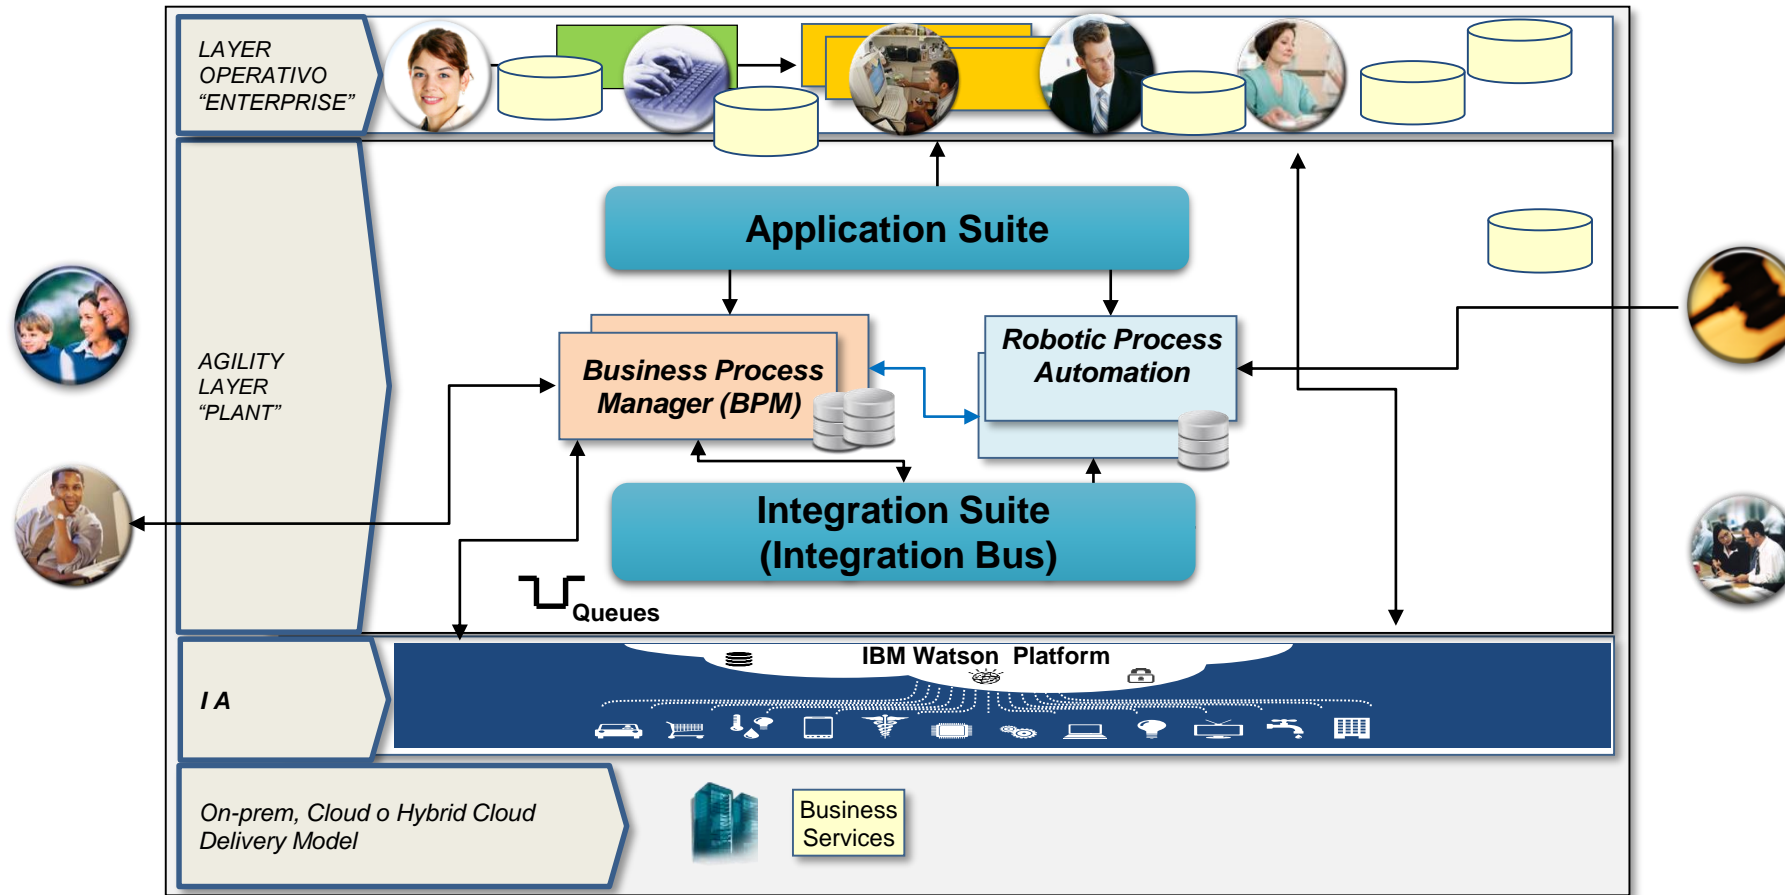 LAYER
OPERATIVO
“ENTERPRISE”
Application Suite
AGILITY
LAYER
“PLANT”
Business Process
Manager (BPM)
Robotic Process
Automation
Integration Suite
(Integration Bus)
Queues
I A
IBM Watson  Platform
On-prem, Cloud o Hybrid Cloud
Delivery Model
Business
Services